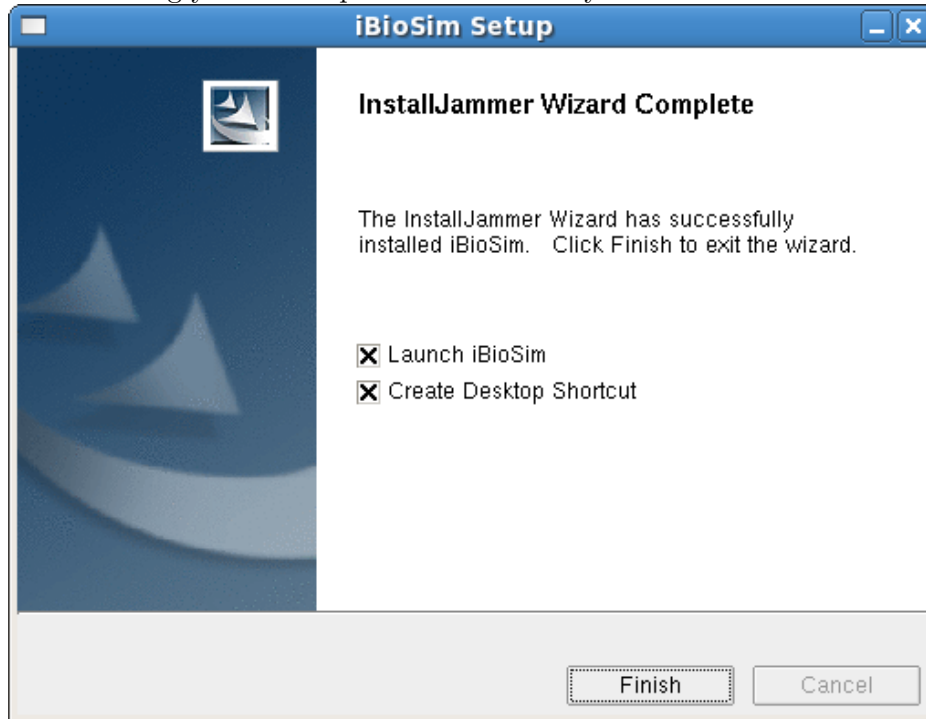 iBioSim Setup
InstallJammer Wizard Complete
The InstallJammer Wizard has successfully
installed iBioSim. Click Finish to exit the wizard.
Launch iBioSim
Create Desktop Shortcut
Finish
Cancel